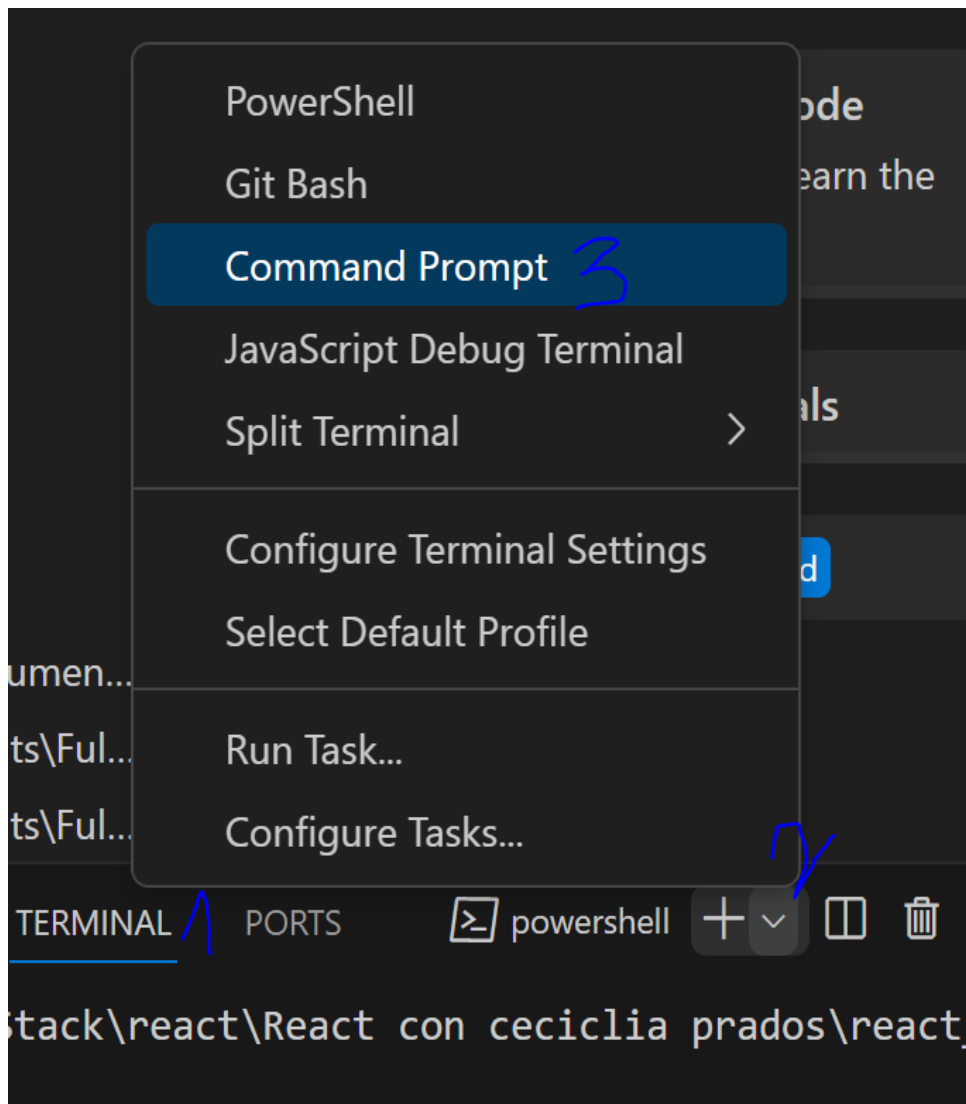 PowerShell
ode
Git Bash
earn the
Command Prompt 3
JavaScript Debug Terminal
als
Split Terminal
Configure Terminal Settings
d
Select Default Profile
umen...
Run Task...
ts\Ful...
Configure Tasks...
ts\Ful...
2
TERMINAL 1 PORTS powershell
Stack\react\React con ceciclia prados\react_